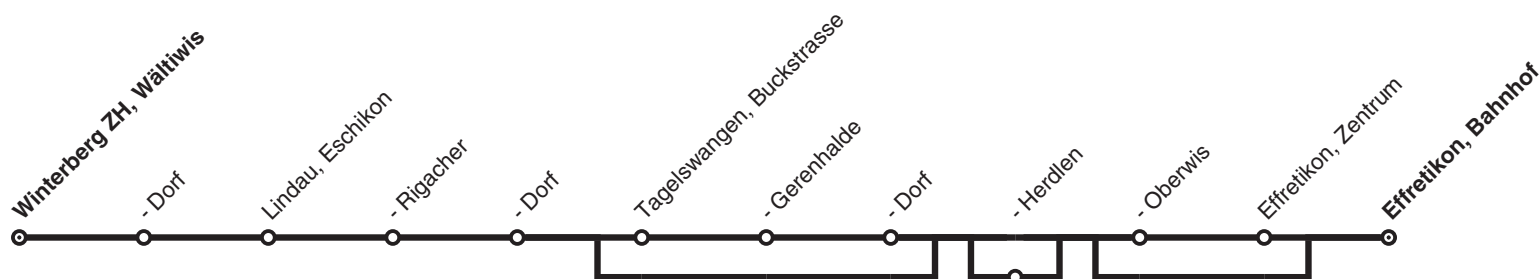 Winterberg ZH, Wältiwis
- Dorf
Lindau, Eschikon
- Rigacher
- Dorf
Tagelswangen, Buckstrasse
- Gerenhalde
- Dorf
- Herdlen
- Oberwis
Effretikon, Zentrum
Effretikon, Bahnhof